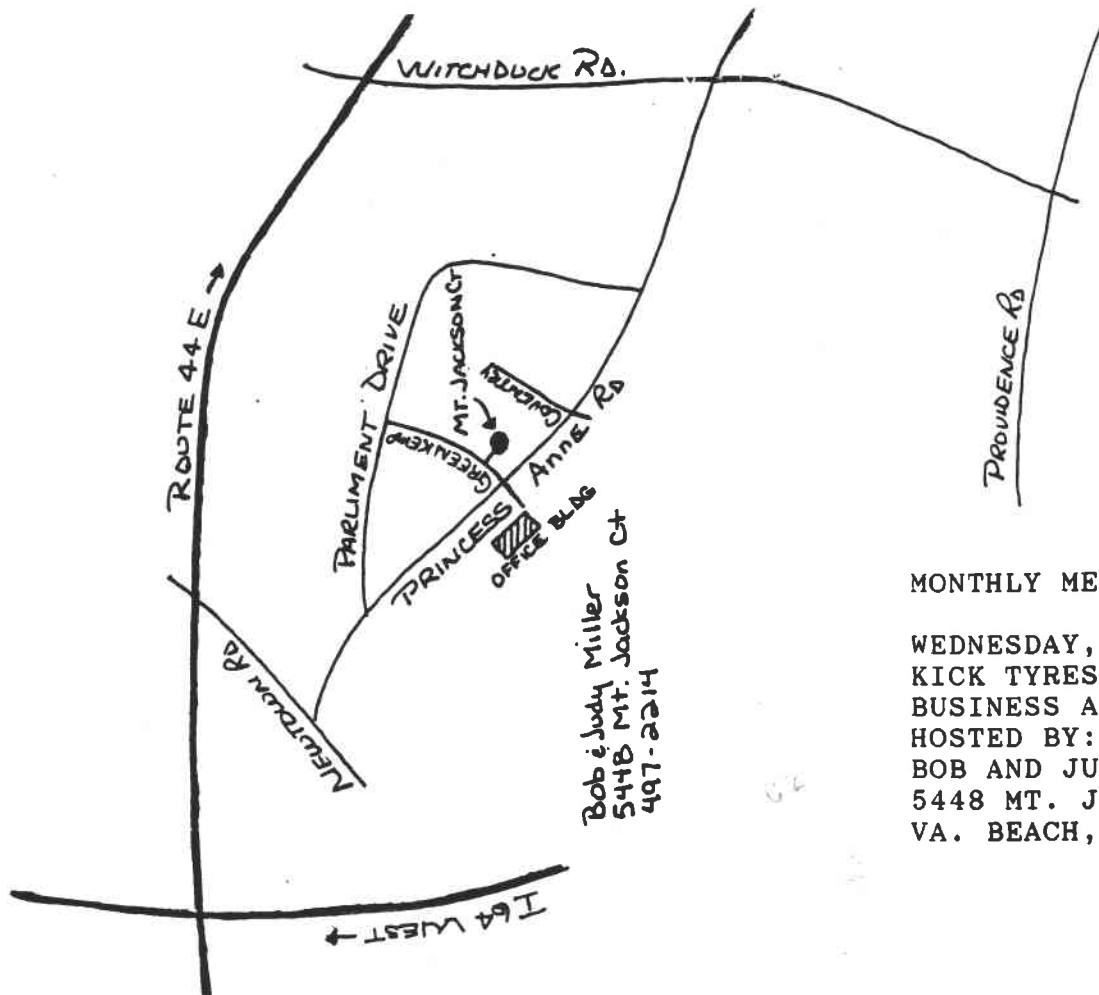 WITCHDUCK RD.
ROUTE 44 E →
PARLIMENT DRIVE
MT. JACKSON CT
COVENTRY
GREENKEMP
PRINCESS ANNE RD
OFFICE BLDG
PROVIDENCE RD
NEWTOWN RD
I 64 WEST →
Bob & Judy Miller
5448 Mt. Jackson Ct
497-2214
MONTHLY ME
WEDNESDAY,
KICK TYRES
BUSINESS A
HOSTED BY:
BOB AND JU
5448 MT. J
VA. BEACH,